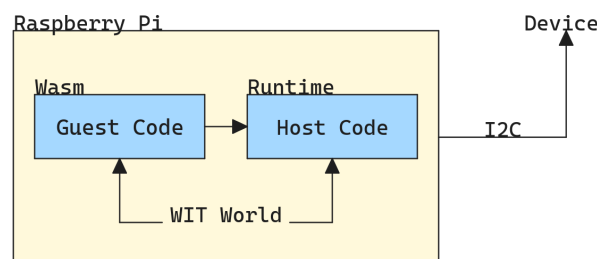 Raspberry Pi
Device
Wasm
Runtime
Guest Code
Host Code
I2C
WIT World